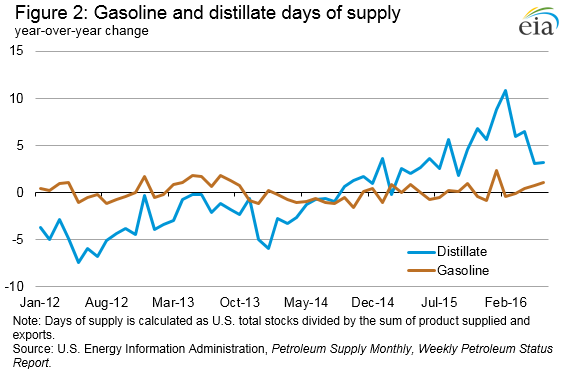 Figure 2: Gasoline and distillate days of supply
year-over-year change
eia
15
10
5
0
-5
-10
Distillate
Gasoline
Jan-12 Aug-12 Mar-13 Oct-13 May-14 Dec-14 Jul-15 Feb-16
Note: Days of supply is calculated as U.S. total stocks divided by the sum of product supplied and
exports.
Source: U.S. Energy Information Administration, Petroleum Supply Monthly, Weekly Petroleum Status
Report.